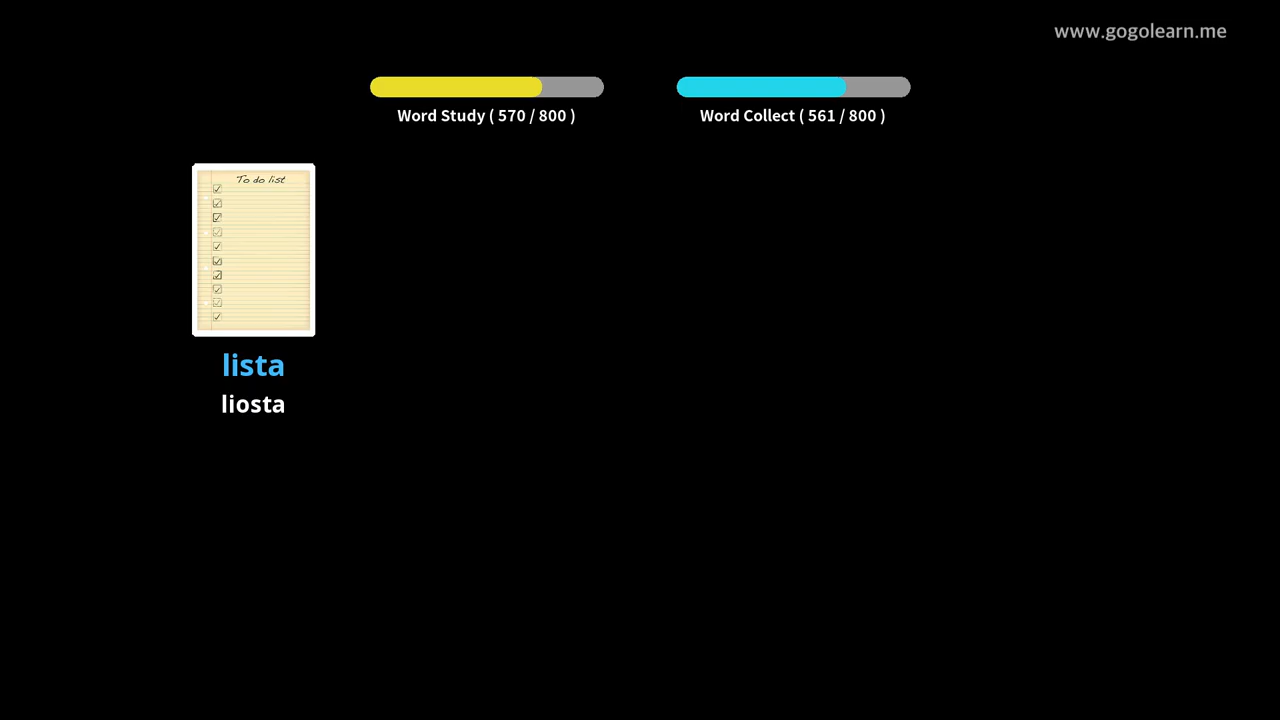 www.gogolearn.me
Word Study ( 570 / 800 )
Word Collect ( 561 / 800 )
To do list
lista
liosta